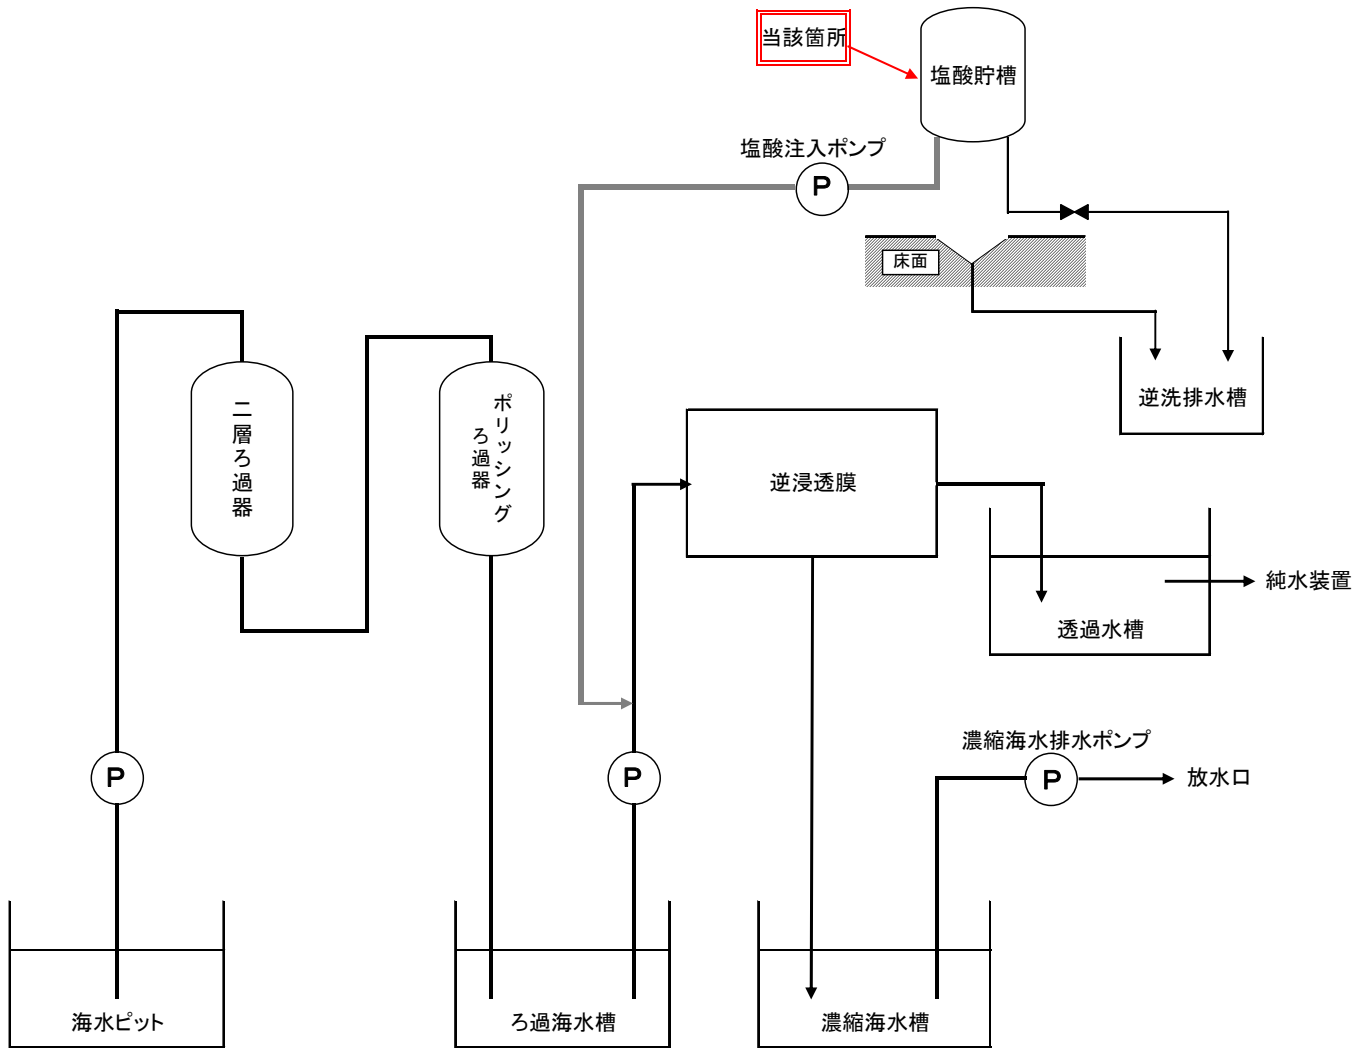 当該箇所
塩酸貯槽
塩酸注入ポンプ
P
床面
逆洗排水槽
二層ろ過器
ポリッシング
ろ過器
逆浸透膜
純水装置
透過水槽
濃縮海水排水ポンプ
P
P
P
放水口
海水ピット
ろ過海水槽
濃縮海水槽